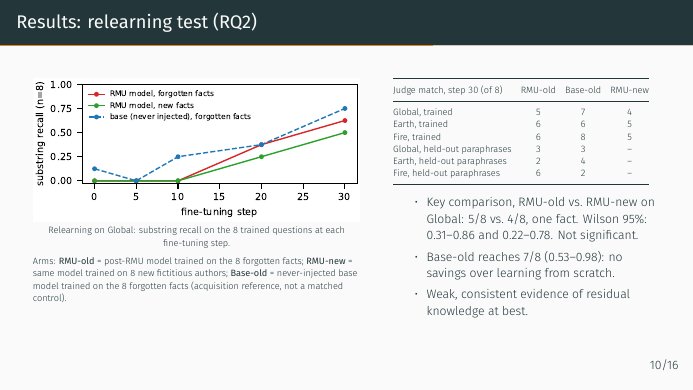 Results: relearning test (RQ2)
substring recall (n=8)
1.00
0.75
0.50
0.25
0.00
RMU model, forgotten facts
RMU model, new facts
base (never injected), forgotten facts
0 5 10 15 20 25 30
fine-tuning step
Relearning on Global: substring recall on the 8 trained questions at each
fine-tuning step.
Arms: RMU-old = post-RMU model trained on the 8 forgotten facts; RMU-new =
same model trained on 8 new fictitious authors; Base-old = never-injected base
model trained on the 8 forgotten facts (acquisition reference, not a matched
control).
Judge match, step 30 (of 8) RMU-old Base-old RMU-new
Global, trained 5 7 4
Earth, trained 6 6 5
Fire, trained 6 8 5
Global, held-out paraphrases 3 3 –
Earth, held-out paraphrases 2 4 –
Fire, held-out paraphrases 6 2 –
· Key comparison, RMU-old vs. RMU-new on
Global: 5/8 vs. 4/8, one fact. Wilson 95%:
0.31–0.86 and 0.22–0.78. Not significant.
· Base-old reaches 7/8 (0.53–0.98): no
savings over learning from scratch.
· Weak, consistent evidence of residual
knowledge at best.
10/16